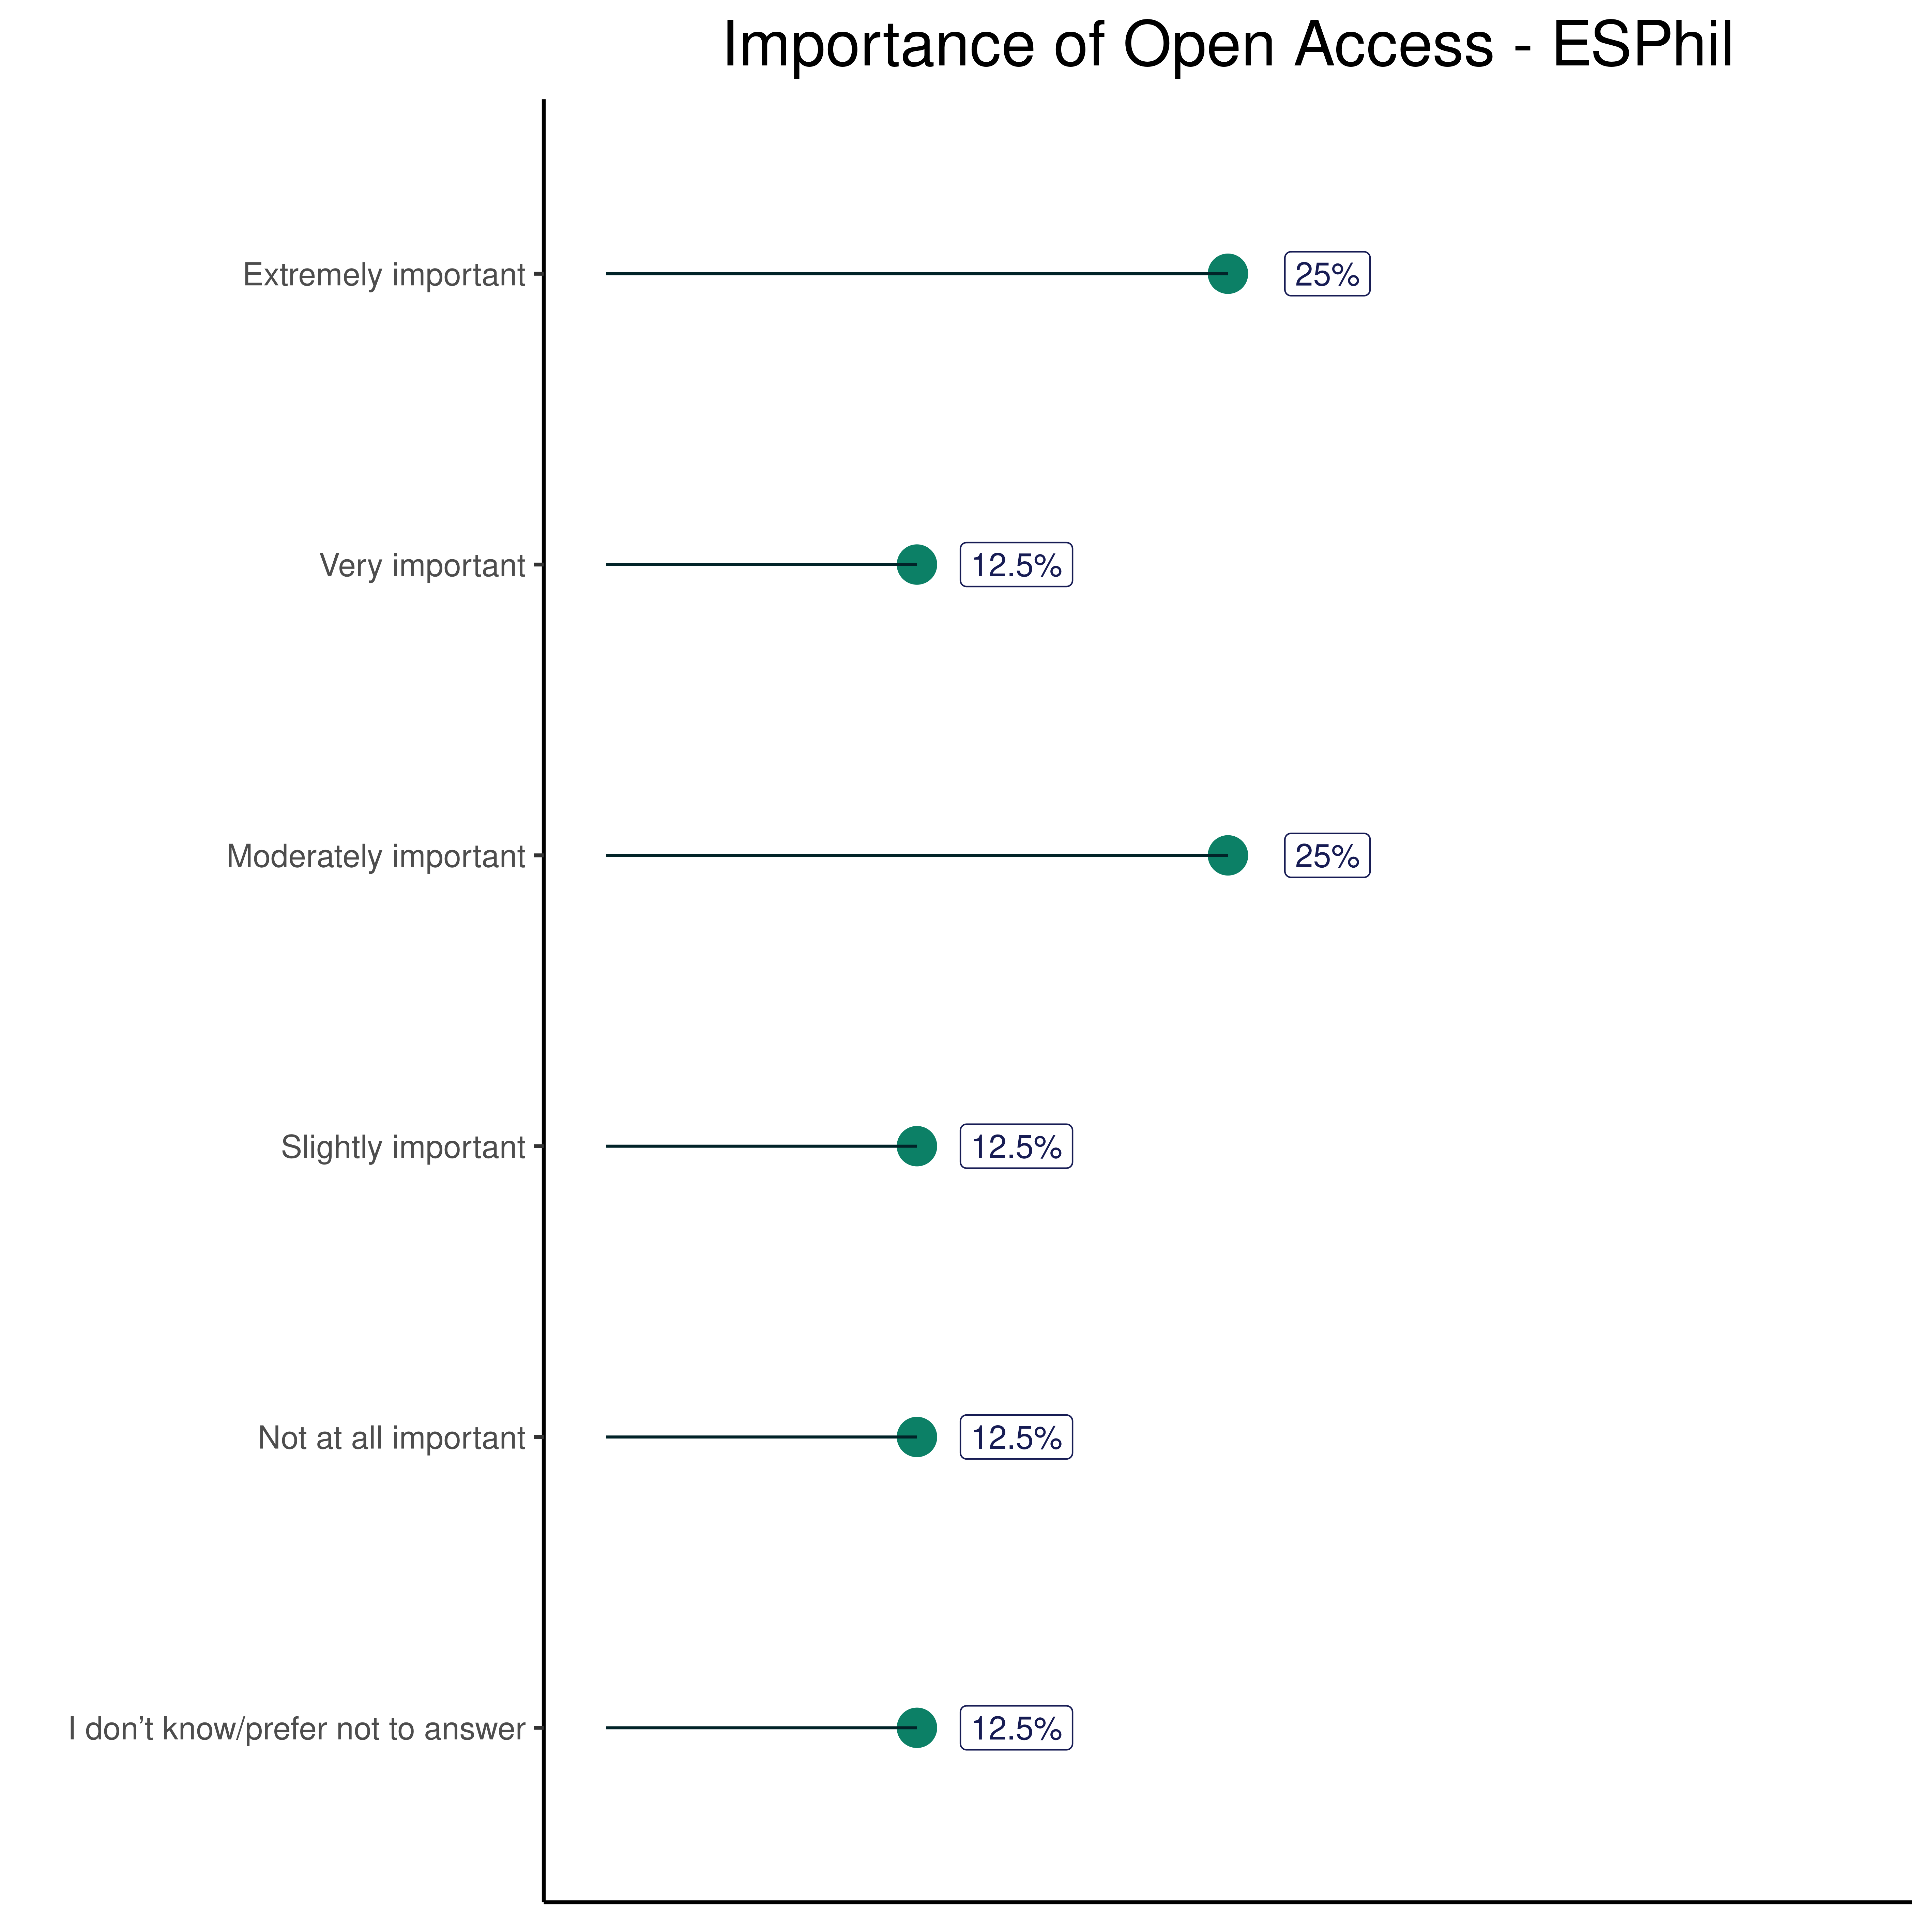 Importance of Open Access - ESPhil
Extremely important
25%
Very important
12.5%
Moderately important
25%
Slightly important
12.5%
Not at all important
12.5%
I don’t know/prefer not to answer
12.5%